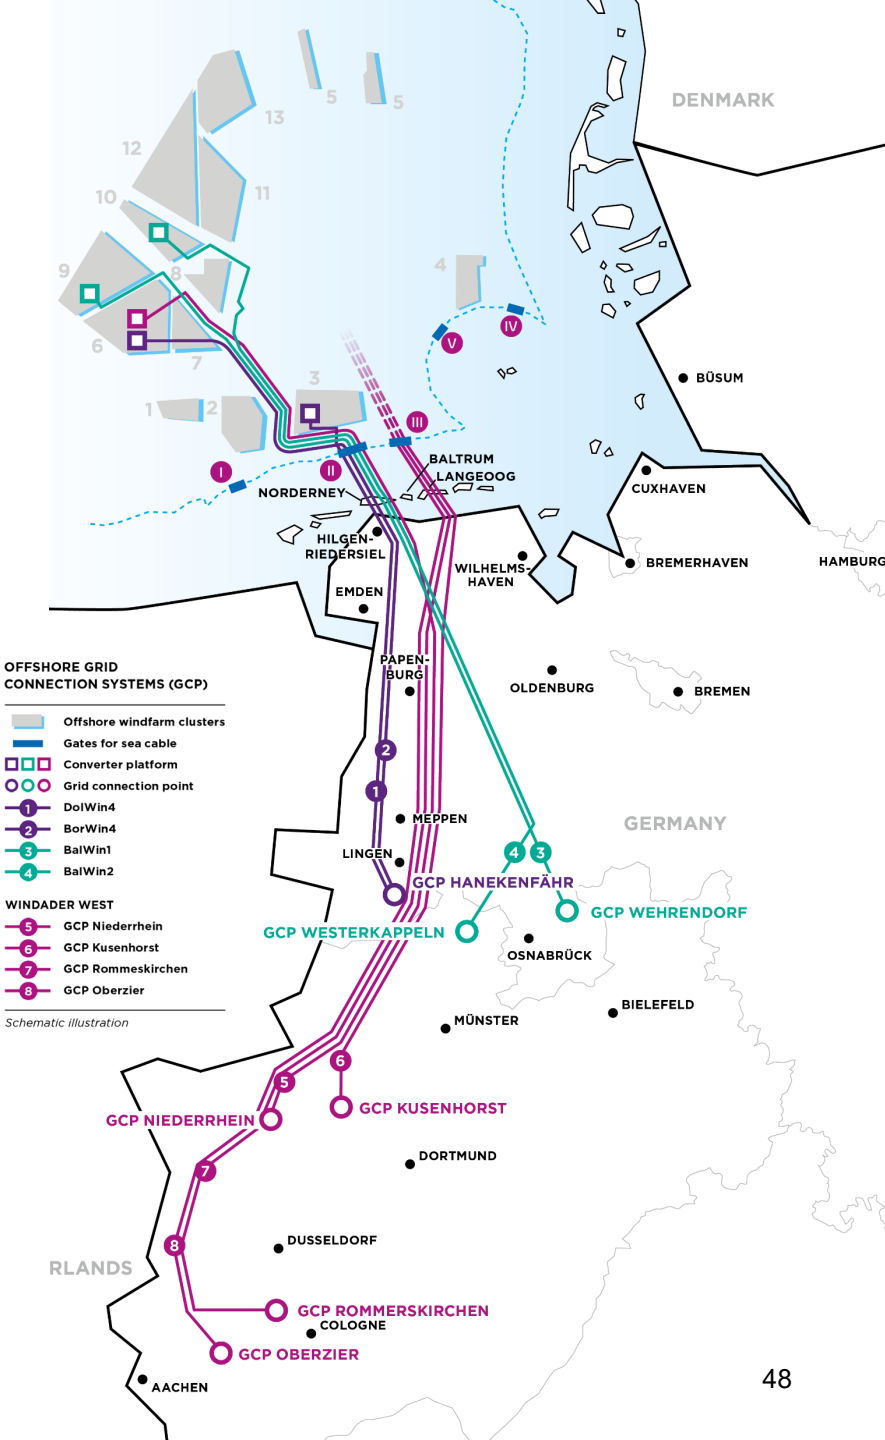 DENMARK
5
5
13
12
11
10
9
8
4
6
7
IV
V
3
1
2
BÜSUM
III
I
II
BALTRUM
LANGEOOG
NORDERNEY
CUXHAVEN
HILGEN-
RIEDERSIEL
WILHELMS-
HAVEN
BREMERHAVEN
HAMBURG
EMDEN
PAPEN-
BURG
OLDENBURG
BREMEN
OFFSHORE GRID
CONNECTION SYSTEMS (GCP)
Offshore windfarm clusters
Gates for sea cable
Converter platform
Grid connection point
1 DolWin4
2 BorWin4
3 BalWin1
4 BalWin2
WINDADER WEST
5 GCP Niederrhein
6 GCP Kusenhorst
7 GCP Rommeskirchen
8 GCP Oberzier
Schematic illustration
2
1
MEPPEN
GERMANY
LINGEN
4
3
GCP HANEKENFÄHR
GCP WEHRENDORF
GCP WESTERKAPPELN
OSNABRÜCK
BIELEFELD
MÜNSTER
6
5
GCP KUSENHORST
GCP NIEDERRHEIN
DORTMUND
7
8
DUSSELDORF
RLANDS
GCP ROMMERSKIRCHEN
COLOGNE
GCP OBERZIER
AACHEN
48